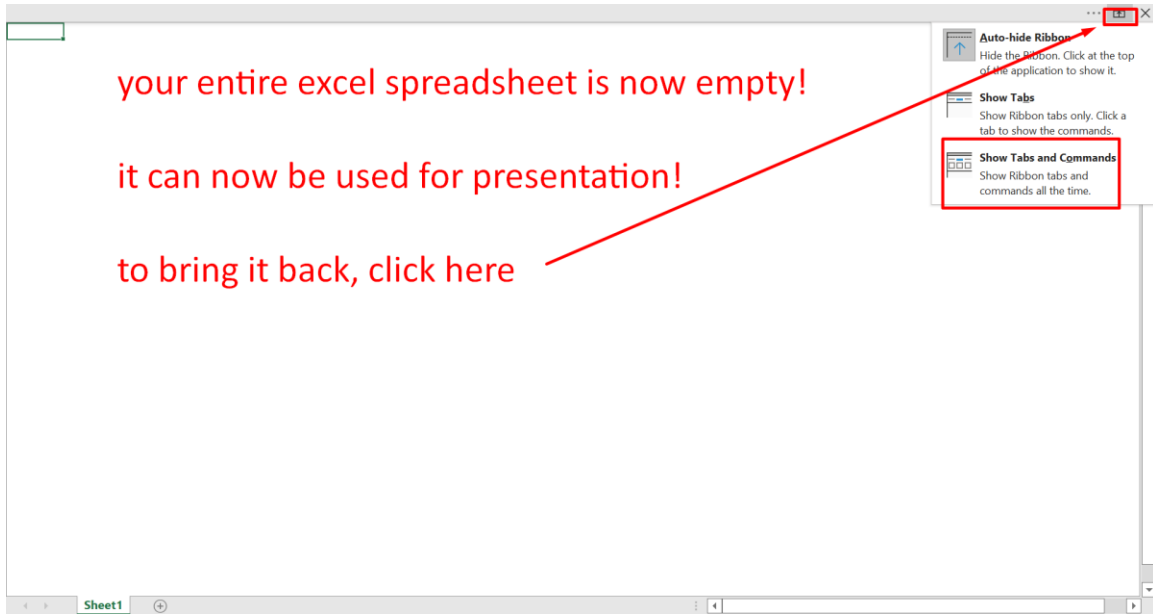 your entire excel spreadsheet is now empty!
it can now be used for presentation!
to bring it back, click here
Auto-hide Ribbon
Hide the Ribbon. Click at the top
of the application to show it.
Show Tabs
Show Ribbon tabs only. Click a
tab to show the commands.
Show Tabs and Commands
Show Ribbon tabs and
commands all the time.
Sheet1